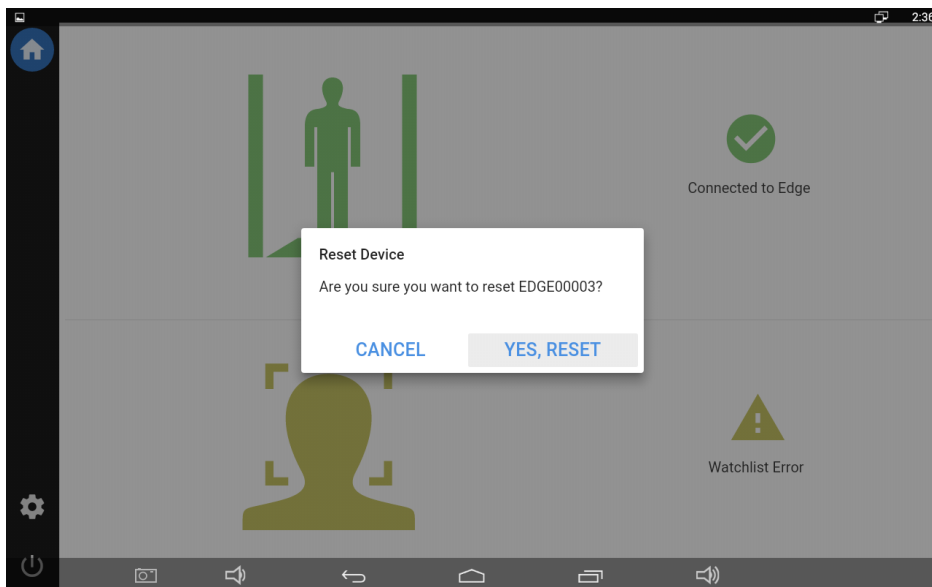 2:36
Connected to Edge
Reset Device
Are you sure you want to reset EDGE00003?
CANCEL YES, RESET
Watchlist Error